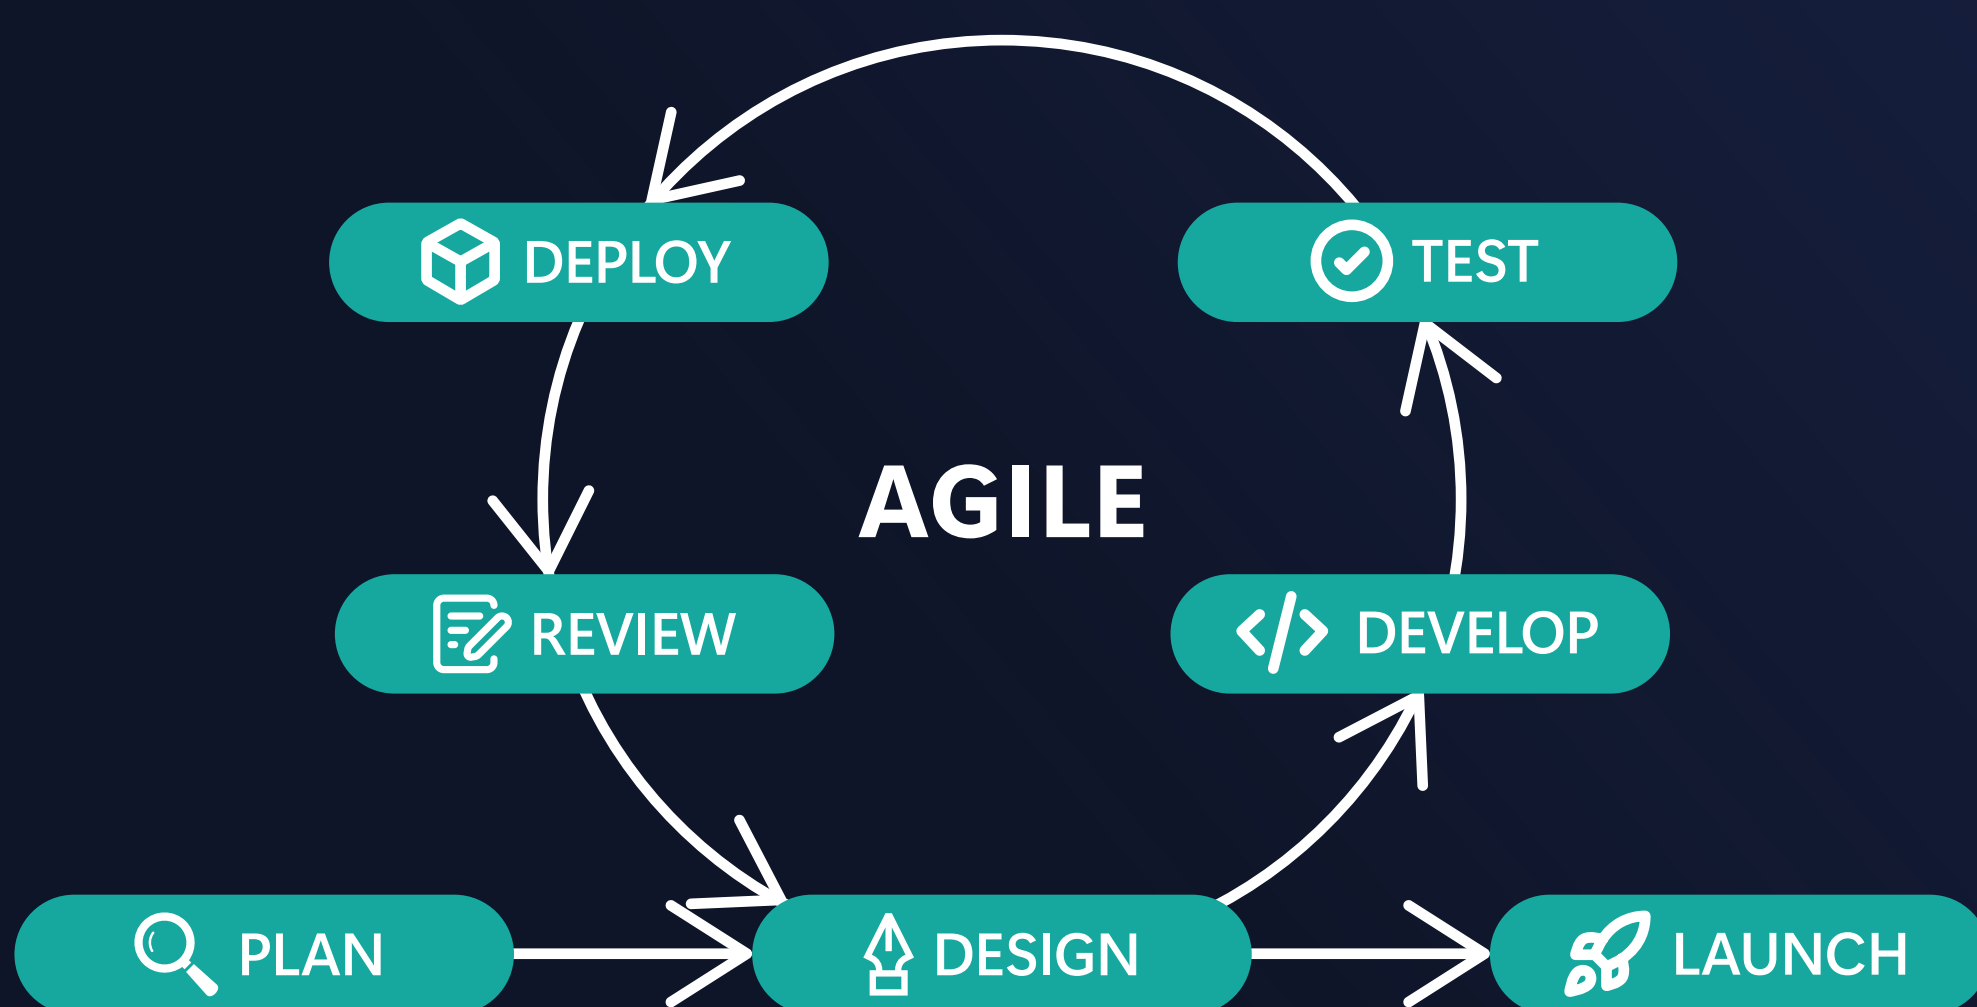 DEPLOY
TEST
AGILE
REVIEW
DEVELOP
PLAN
DESIGN
LAUNCH